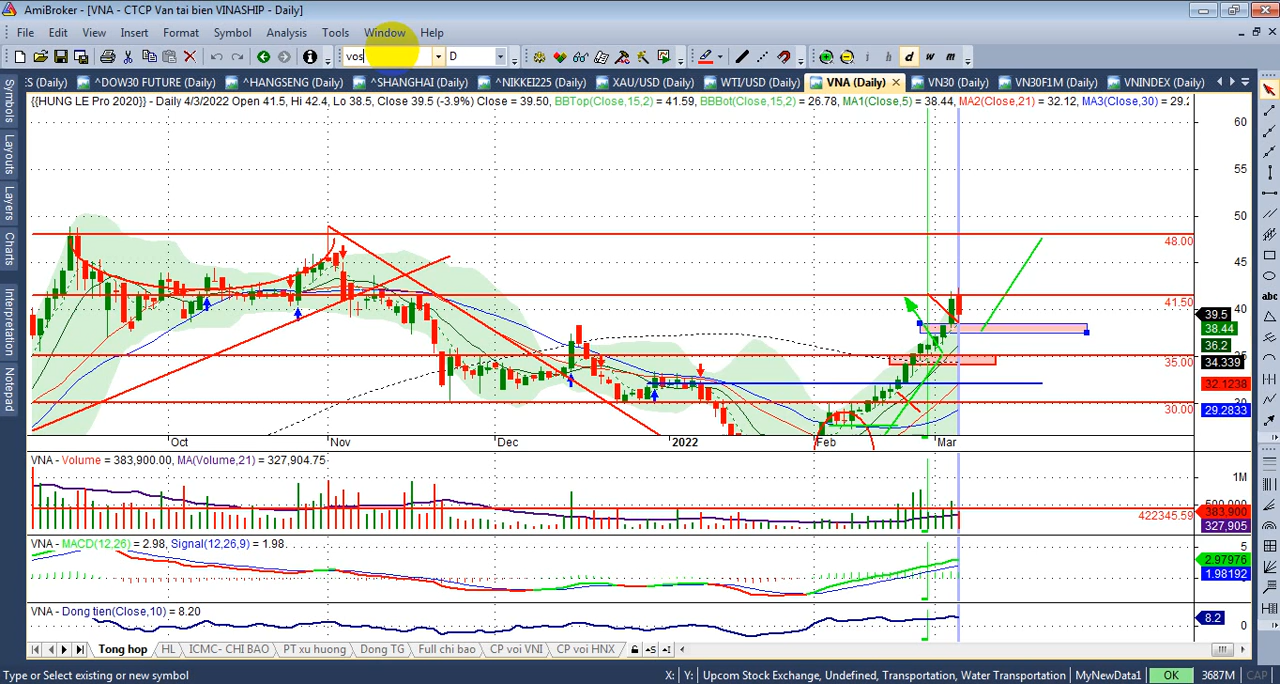 AmiBroker - [VNA - CTCP Van tai bien VINASHIP - Daily]
File Edit View Insert Format Symbol Analysis Tools Window Help
vos D i i h d w m
:S (Daily) ^DOW30 FUTURE (Daily) ^HANGSENG (Daily) ^SHANGHAI (Daily) ^NIKKEI225 (Daily) XAU/USD (Daily) WTI/USD (Daily) VNA (Daily) VN30 (Daily) VN30F1M (Daily) VNINDEX (Daily)
{{HUNG LE Pro 2020}} - Daily 4/3/2022 Open 41.5, Hi 42.4, Lo 38.5, Close 39.5 (-3.9%) Close = 39.50, BBTop(Close,15,2) = 41.59, BBBot(Close,15,2) = 26.78, MA1(Close,5) = 38.44, MA2(Close,21) = 32.12, MA3(Close,30) = 29.2
Symbols
Layouts
Layers
Charts
Interpretation
Notepad
60
55
50
48.00
45
41.50
40
39.5
38.44
36.2
35.00
34.339
32.1238
30.00
29.2833
Oct Nov Dec 2022 Feb Mar
VNA - Volume = 383,900.00, MA(Volume,21) = 327,904.75
1M
500,000
383,900
422345.59
327,905
VNA - MACD(12,26) = 2.98, Signal(12,26,9) = 1.98
5
2.97976
1.98192
VNA - Dong tien(Close,10) = 8.20
8.2
0
abc
Tong hop HL ICMC- CHI BAO PT xu huong Dong TG Full chi bao CP voi VNI CP voi HNX
Type or Select existing or new symbol X: Y: Upcom Stock Exchange, Undefined, Transportation, Water Transportation MyNewData1 OK 3687M CAP